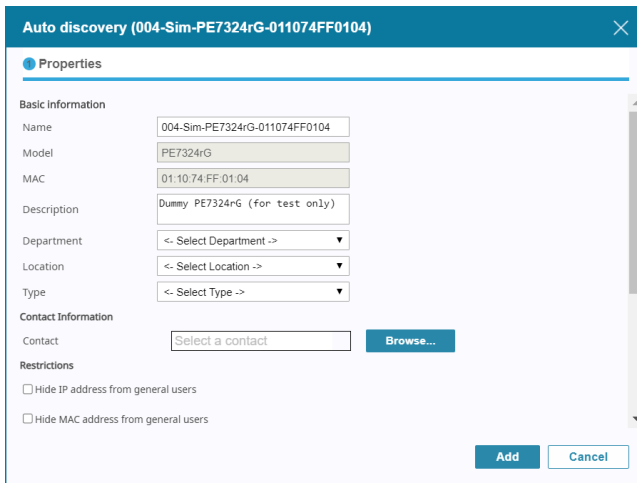 Auto discovery (004-Sim-PE7324rG-011074FF0104)
1 Properties
Basic information
Name 004-Sim-PE7324rG-011074FF0104
Model PE7324rG
MAC 01:10:74:FF:01:04
Description Dummy PE7324rG (for test only)
Department <- Select Department ->
Location <- Select Location ->
Type <- Select Type ->
Contact Information
Contact Select a contact Browse...
Restrictions
Hide IP address from general users
Hide MAC address from general users
Add Cancel